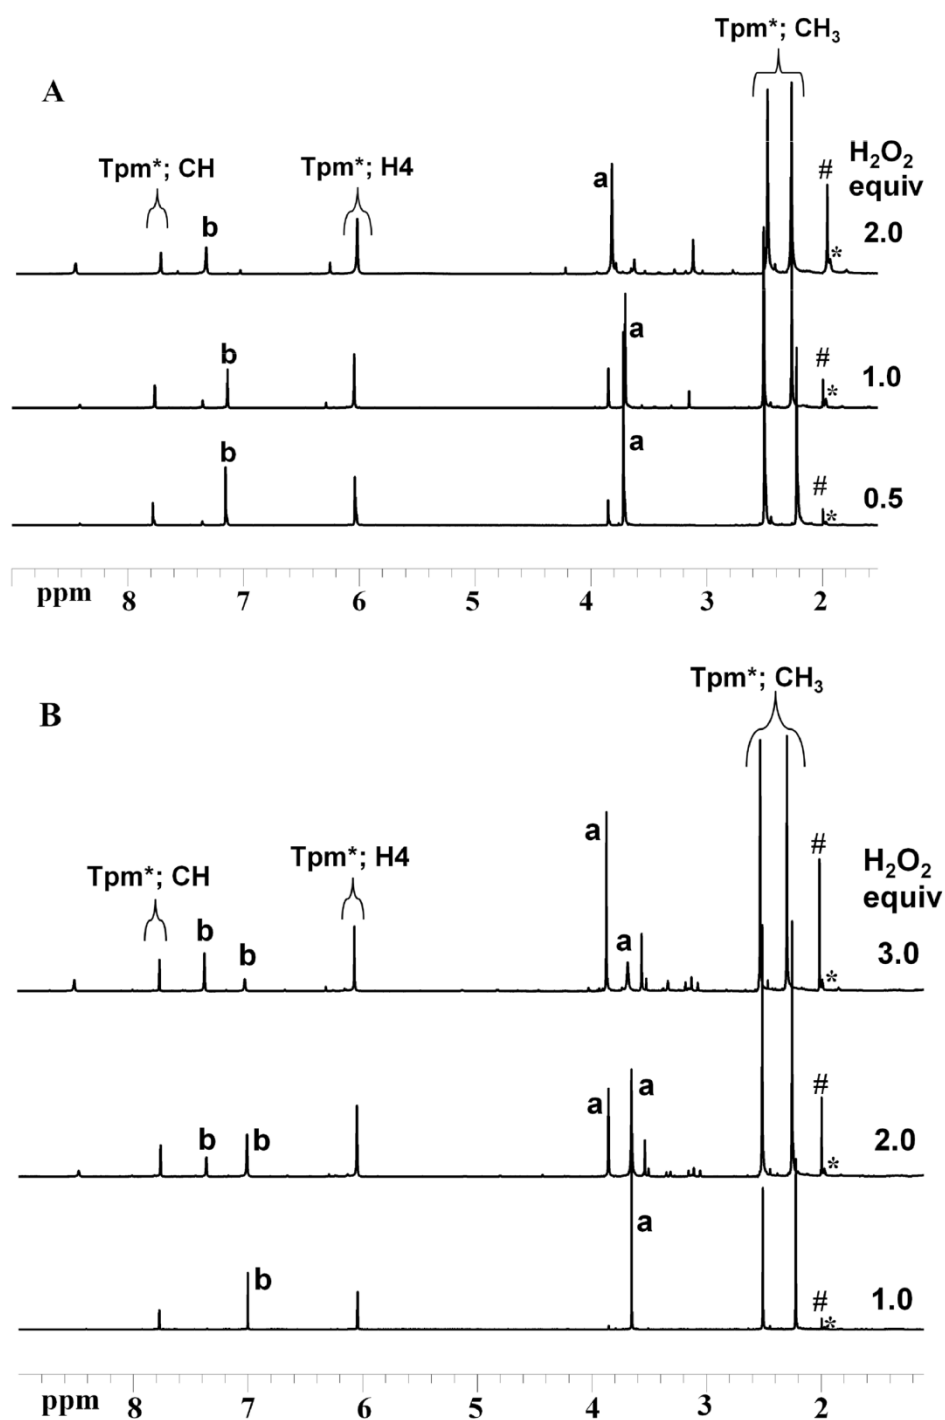 Tpm*; CH₃
A
Tpm*; CH
Tpm*; H4
H₂O₂
equiv
b
a
#
*
2.0
b
a
#
*
1.0
b
a
#
*
0.5
ppm 8 7 6 5 4 3 2
Tpm*; CH₃
B
Tpm*; CH
Tpm*; H4
H₂O₂
equiv
b
b
a
a
#
*
3.0
b
b
a
a
#
*
2.0
b
a
#
*
1.0
ppm 8 7 6 5 4 3 2